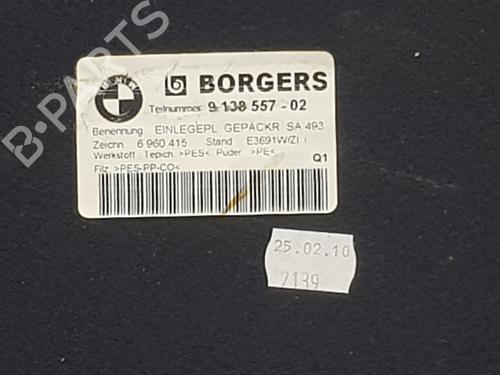 B-PARTS
BMW
BORGERS
Teilnummer 9 138 557 - 02
Benennung EINLEGEPL GEPÄCKR SA 493
Zeichn. 6 960 415 Stand E3691W/ZI
Werkstoff Tepich >PES< Puder >PE<
Filz >PES-PP-CO<
Q1
25.02.10
7139